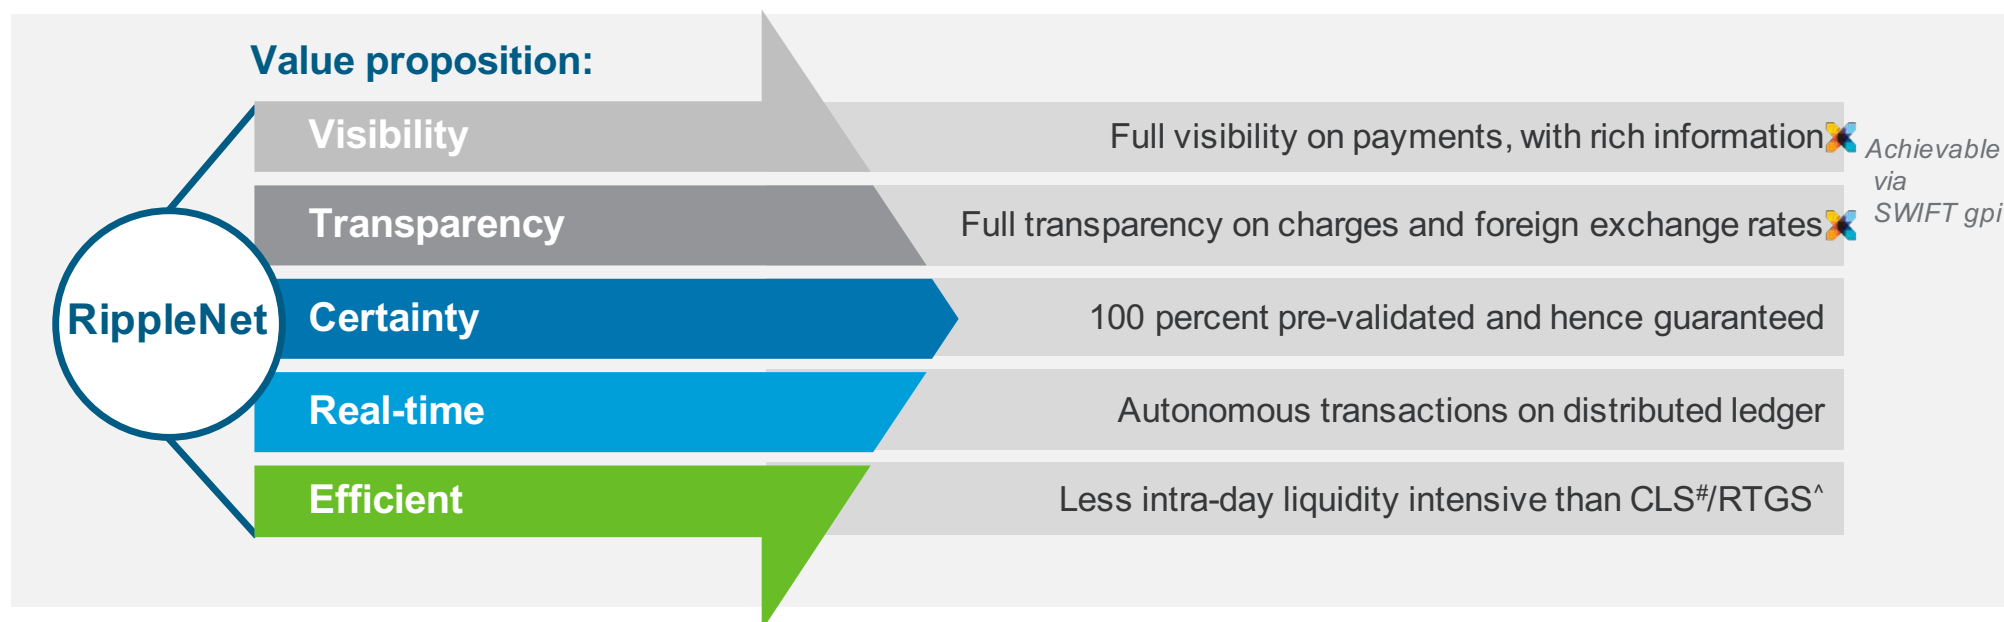 Value proposition:
Visibility
Full visibility on payments, with rich information
Achievable
via
SWIFT gpi
Transparency
Full transparency on charges and foreign exchange rates
RippleNet
Certainty
100 percent pre-validated and hence guaranteed
Real-time
Autonomous transactions on distributed ledger
Efficient
Less intra-day liquidity intensive than CLS#/RTGS^